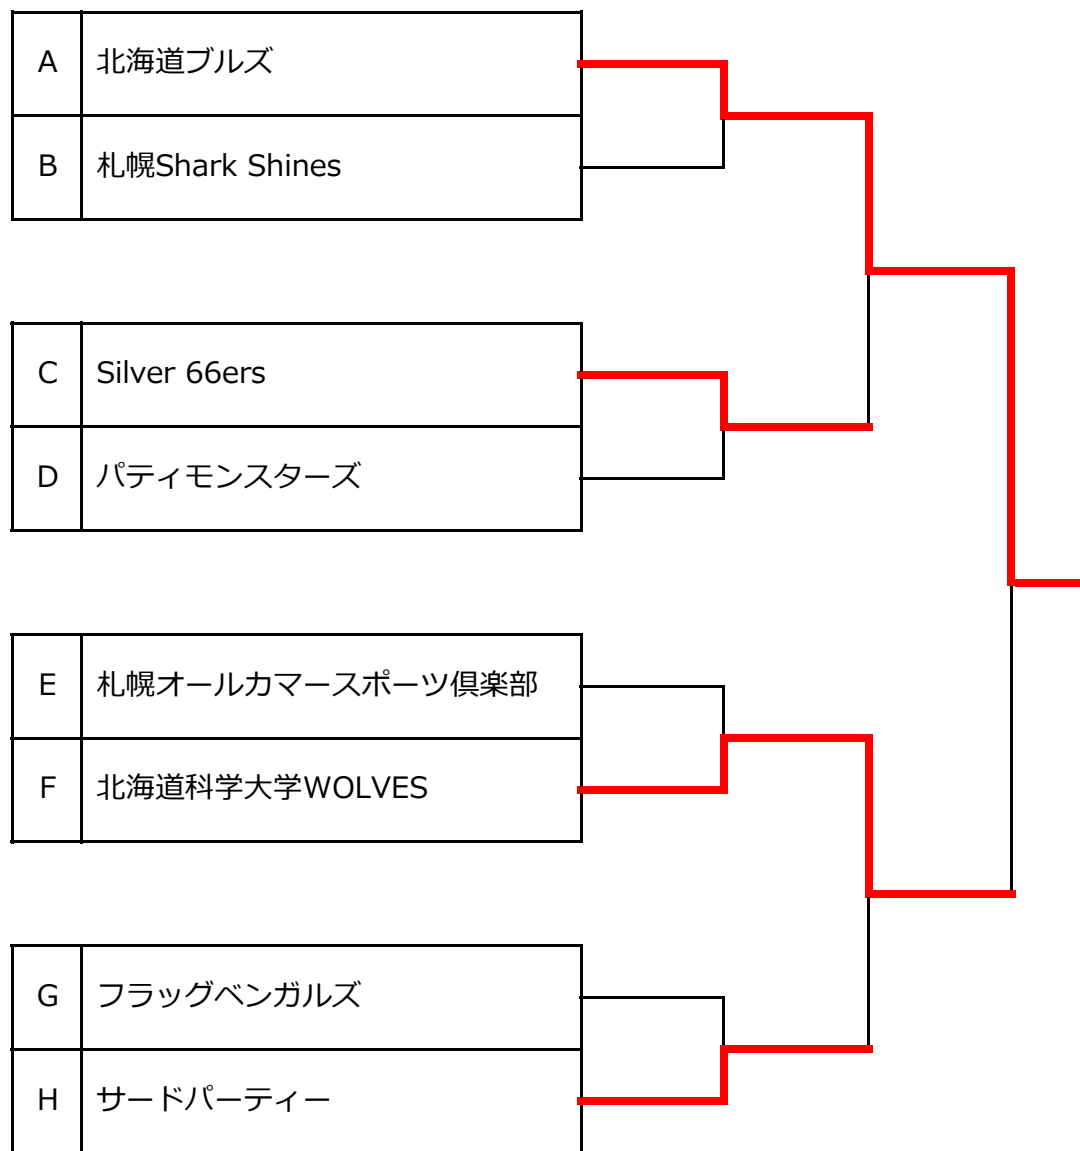 A 北海道ブルズ
B 札幌Shark Shines
C Silver 66ers
D パティモンスターズ
E 札幌オールカマースポーツ倶楽部
F 北海道科学大学WOLVES
G フラッグベンガルズ
H サードパーティー